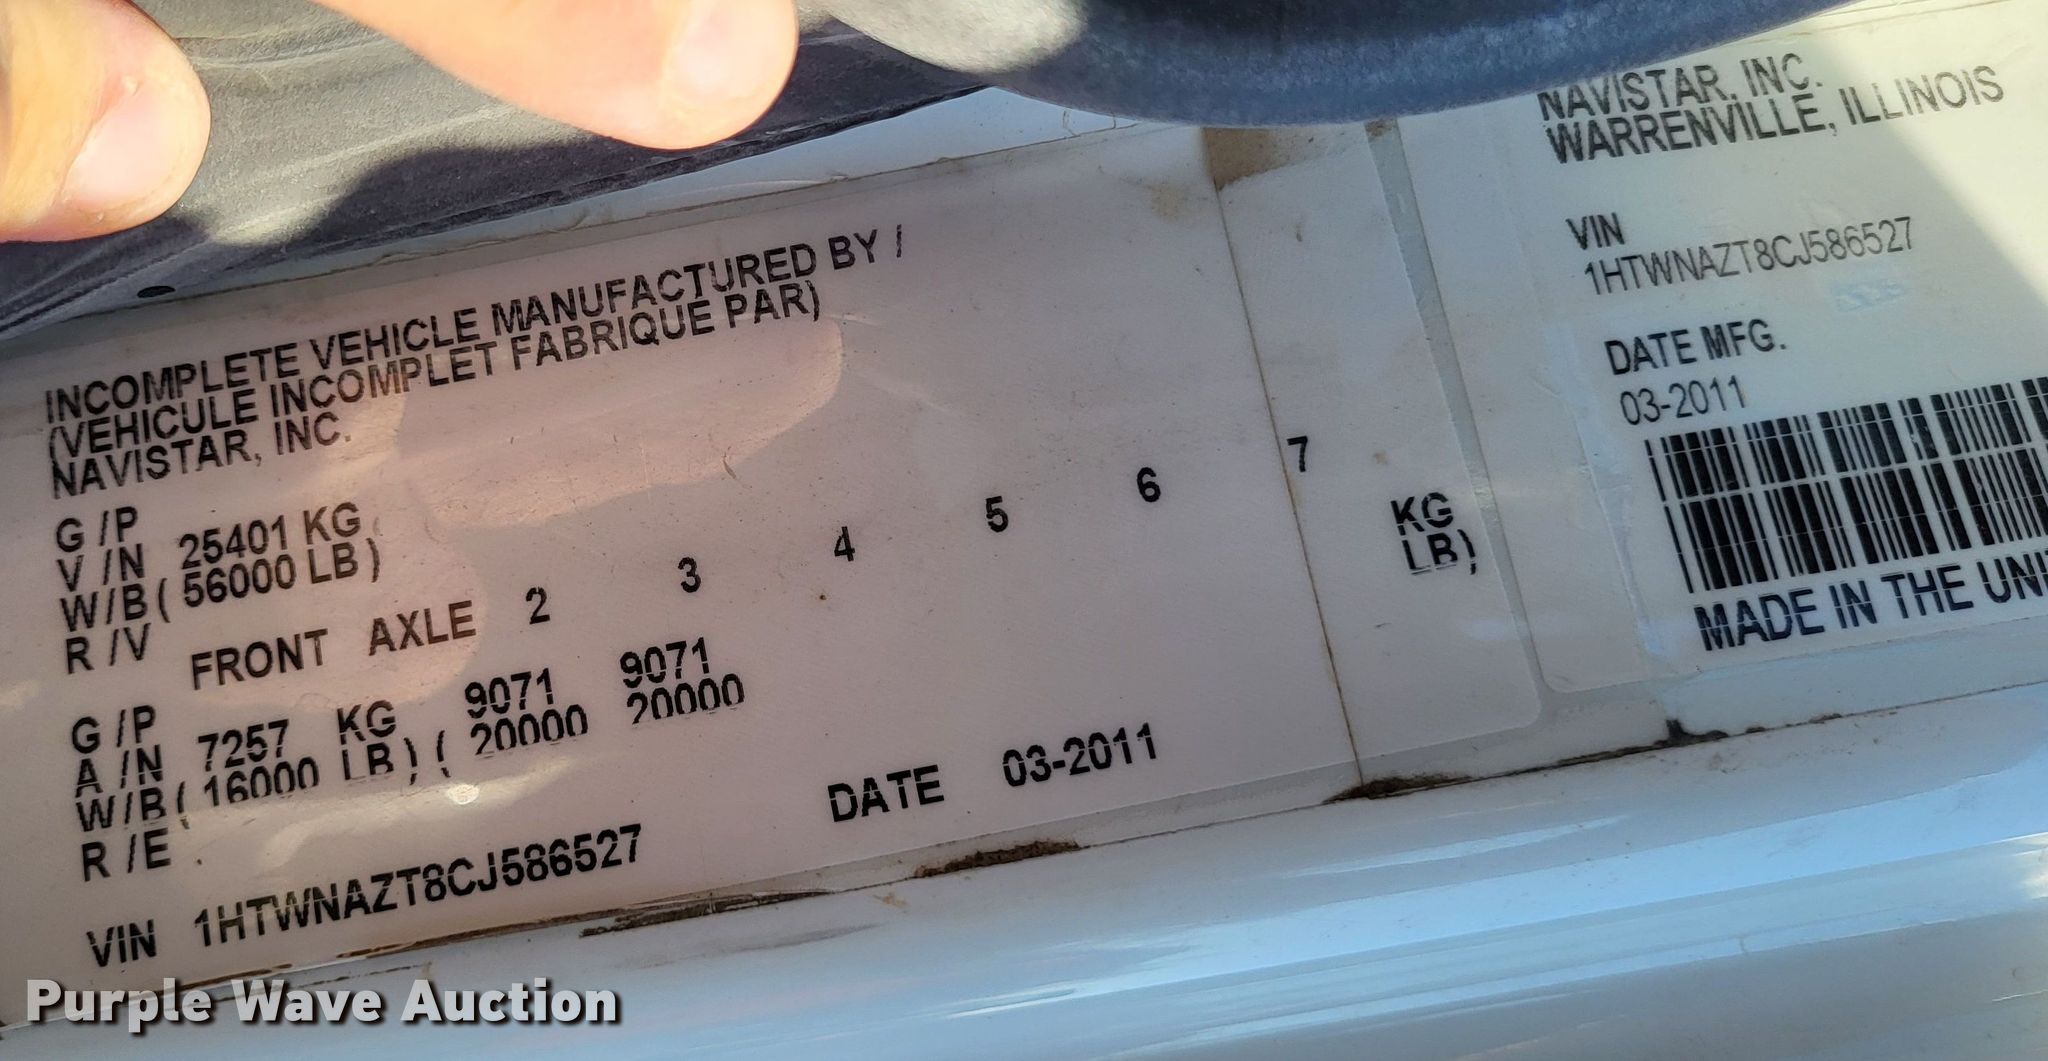 INCOMPLETE VEHICLE MANUFACTURED BY /
(VEHICULE INCOMPLET FABRIQUE PAR)
NAVISTAR, INC.
G /P
V /N 25401 KG
W/B ( 56000 LB )
R /V
FRONT AXLE 2 3 4 5 6 7
G /P
A /N 7257 KG 9071 9071 KG
W/B ( 16000 LB ) ( 20000 20000 LB)
R /E
VIN 1HTWNAZT8CJ586527 DATE 03-2011
NAVISTAR, INC.
WARRENVILLE, ILLINOIS
VIN
1HTWNAZT8CJ586527
DATE MFG.
03-2011
MADE IN THE UNI
Purple Wave Auction